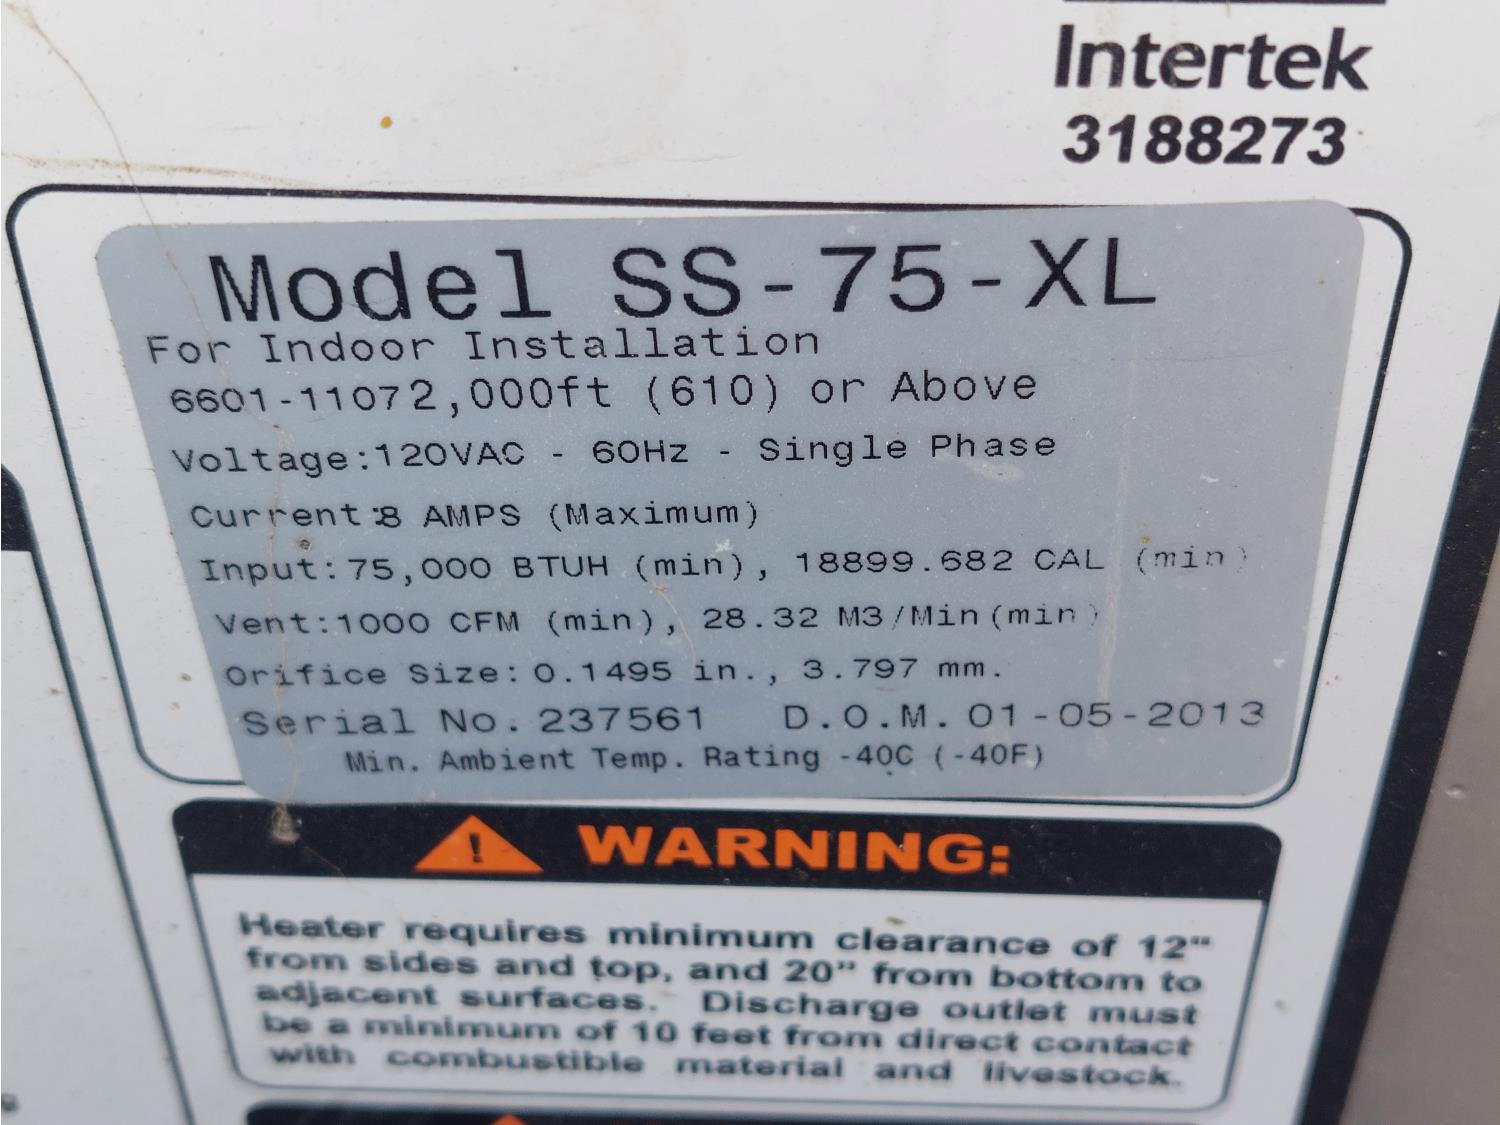 Intertek
3188273
Model SS-75-XL
For Indoor Installation
6601-11072,000ft (610) or Above
Voltage:120VAC - 60Hz - Single Phase
Current:8 AMPS (Maximum)
Input:75,000 BTUH (min), 18899.682 CAL (min)
Vent:1000 CFM (min), 28.32 M3/Min(min)
Orifice Size:0.1495 in., 3.797 mm.
Serial No.237561 D.O.M.01-05-2013
Min. Ambient Temp. Rating -40C (-40F)
WARNING:
Heater requires minimum clearance of 12"
from sides and top, and 20" from bottom to
adjacent surfaces. Discharge outlet must
be a minimum of 10 feet from direct contact
with combustible material and livestock.